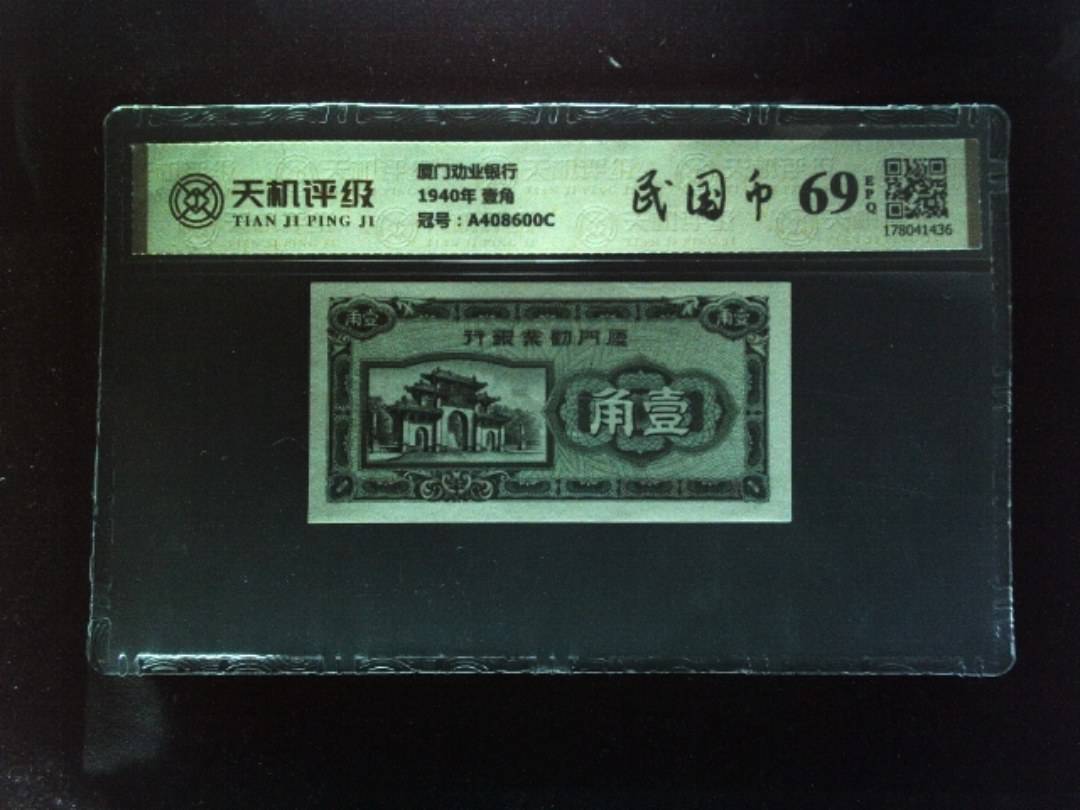 天机评级
TIAN JI PING JI
厦门劝业银行
1940年 壹角
冠号：A408600C
民国币
69
EPQ
178041436
角壹
角壹
行銀業勸門廈
角壹